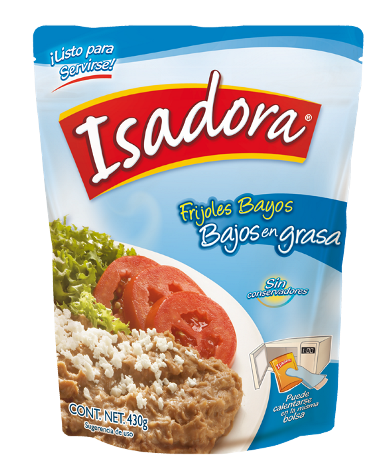 ¡Listo para
Servirse!
Isadora®
Frijoles Bayos
Bajos en grasa
Sin
conservadores
Isadora
Puede
calentarse
en la misma
bolsa
CONT. NET. 430g
Sugerencia de uso